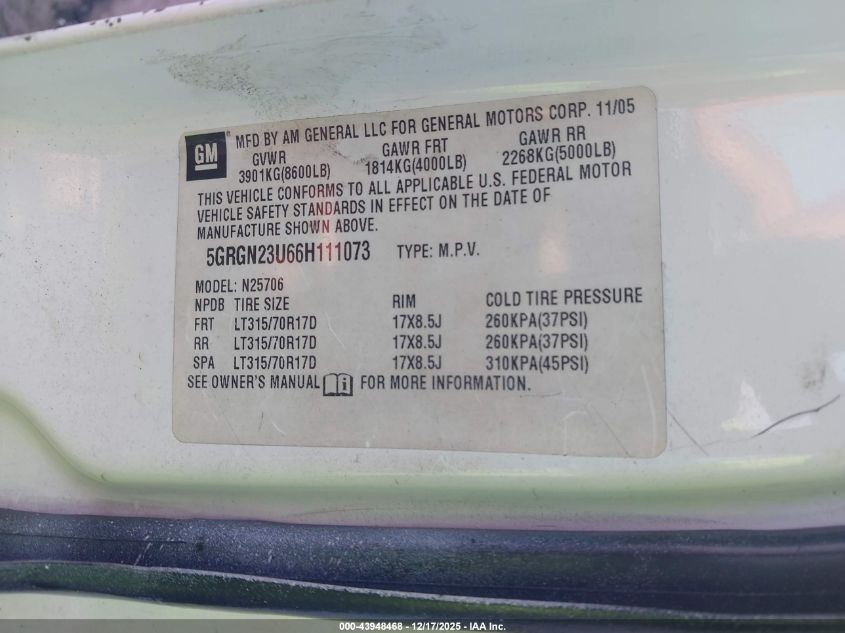 GM
MFD BY AM GENERAL LLC FOR GENERAL MOTORS CORP. 11/05
GVWR GAWR FRT GAWR RR
3901KG(8600LB) 1814KG(4000LB) 2268KG(5000LB)
THIS VEHICLE CONFORMS TO ALL APPLICABLE U.S. FEDERAL MOTOR
VEHICLE SAFETY STANDARDS IN EFFECT ON THE DATE OF
MANUFACTURE SHOWN ABOVE.
5GRGN23U66H111073 TYPE: M.P.V.
MODEL: N25706
NPDB TIRE SIZE RIM COLD TIRE PRESSURE
FRT LT315/70R17D 17X8.5J 260KPA(37PSI)
RR LT315/70R17D 17X8.5J 260KPA(37PSI)
SPA LT315/70R17D 17X8.5J 310KPA(45PSI)
SEE OWNER'S MANUAL FOR MORE INFORMATION.
000-43948468 - 12/17/2025 - IAA Inc.